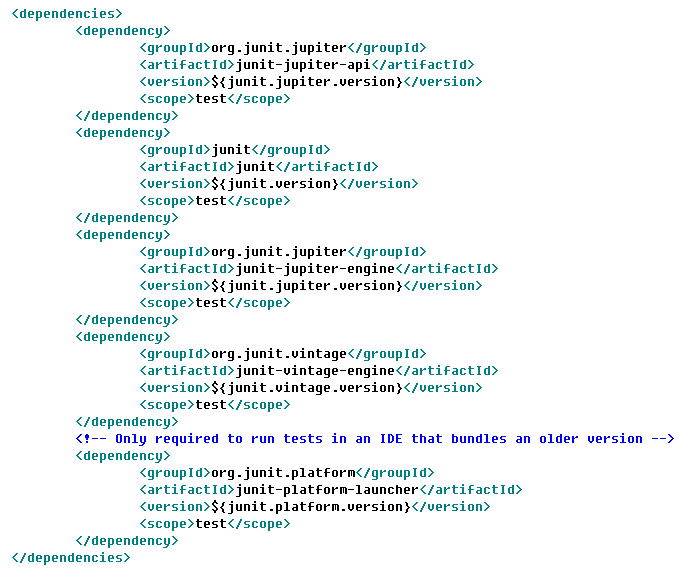 <dependencies>
<dependency>
<groupId>org.junit.jupiter</groupId>
<artifactId>junit-jupiter-api</artifactId>
<version>${junit.jupiter.version}</version>
<scope>test</scope>
</dependency>
<dependency>
<groupId>junit</groupId>
<artifactId>junit</artifactId>
<version>${junit.version}</version>
<scope>test</scope>
</dependency>
<dependency>
<groupId>org.junit.jupiter</groupId>
<artifactId>junit-jupiter-engine</artifactId>
<version>${junit.jupiter.version}</version>
<scope>test</scope>
</dependency>
<dependency>
<groupId>org.junit.vintage</groupId>
<artifactId>junit-vintage-engine</artifactId>
<version>${junit.vintage.version}</version>
<scope>test</scope>
</dependency>
<!-- Only required to run tests in an IDE that bundles an older version -->
<dependency>
<groupId>org.junit.platform</groupId>
<artifactId>junit-platform-launcher</artifactId>
<version>${junit.platform.version}</version>
<scope>test</scope>
</dependency>
</dependencies>